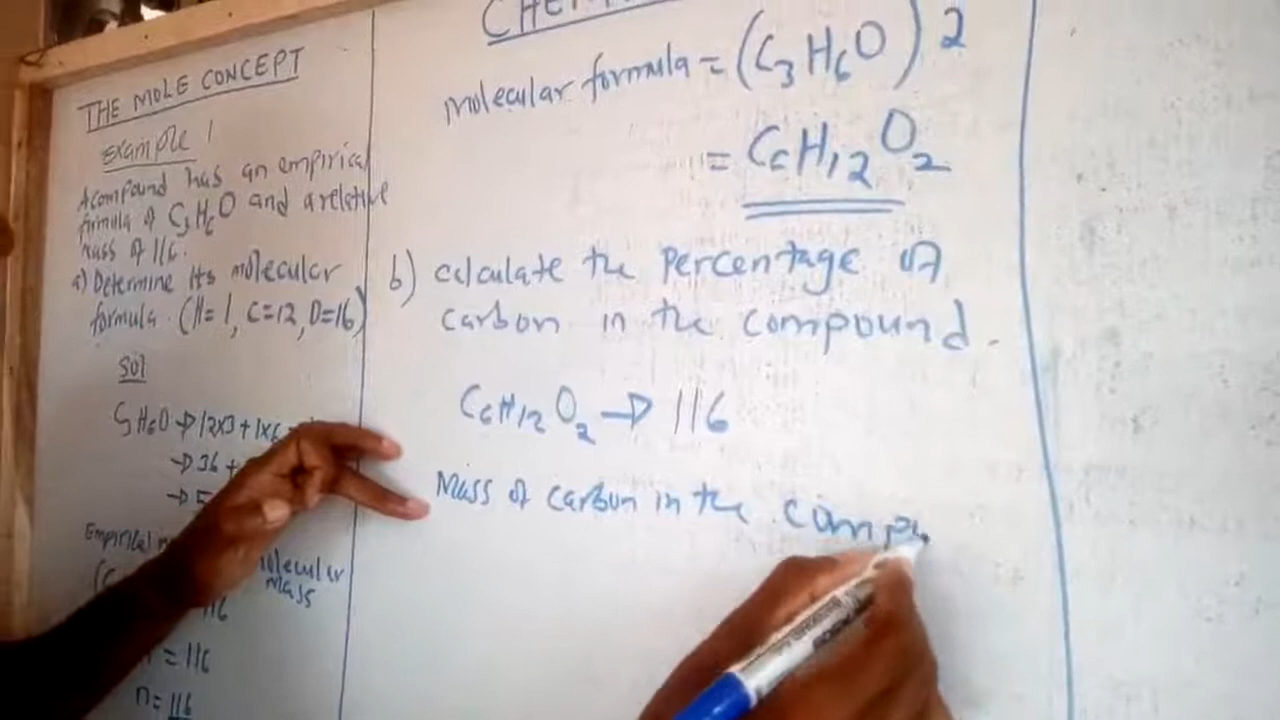 THE MOLE CONCEPT
Example 1
A compound has an empirical
formula of C₃H₆O and a relative
mass of 116.
a) Determine its molecular
formula. (H=1, C=12, O=16)
Sol
C₃H₆O → 12x3 + 1x6
→ 36 +
→ 5
Empirical
molecular
mass
116
= 116
n = 116
molecular formula = (C₃H₆O)2
= C₆H₁₂O₂
b) calculate the percentage of
carbon in the compound.
C₆H₁₂O₂ → 116
Mass of carbon in the